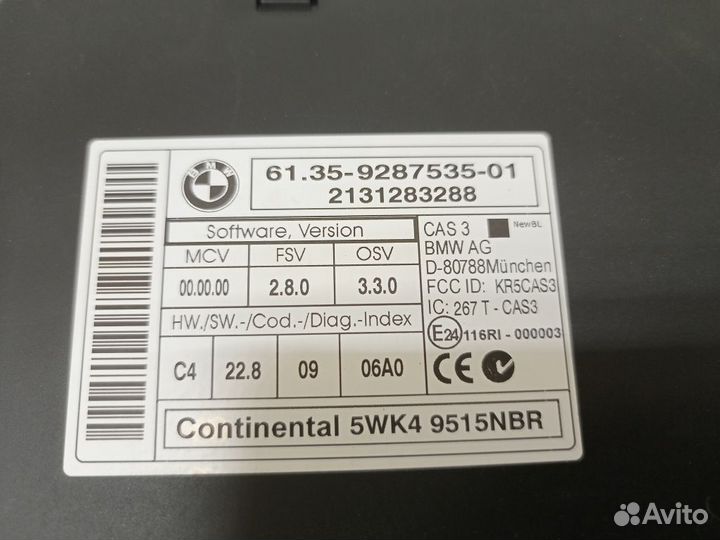 BMW
61.35-9287535-01
2131283288
Software, Version
MCV FSV OSV
00.00.00 2.8.0 3.3.0
HW./SW.-/Cod.-/Diag.-Index
C4 22.8 09 06A0
CAS 3 NewBL
BMW AG
D-80788München
FCC ID: KR5CAS3
IC: 267 T - CAS3
E24 116RI - 000003
CE N
Continental 5WK4 9515NBR
Avito